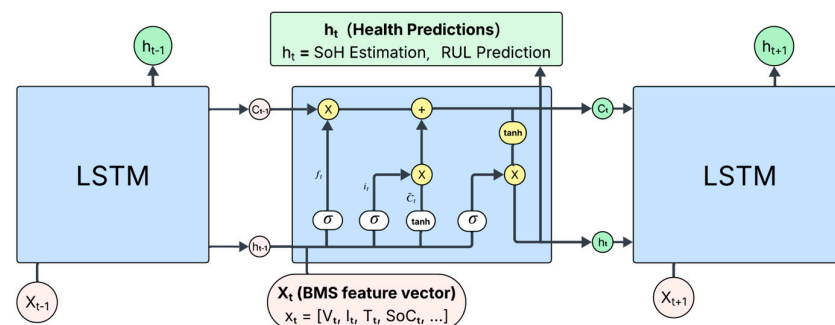 h_t (Health Predictions)
h_t = SoH Estimation, RUL Prediction
h_t-1
h_t+1
C_t-1
X
+
C_t
tanh
LSTM
f_t
i_t
X
X
LSTM
C̃_t
σ
σ
tanh
σ
h_t-1
h_t
X_t-1
X_t (BMS feature vector)
x_t = [V_t, I_t, T_t, SoC_t, ...]
X_t+1